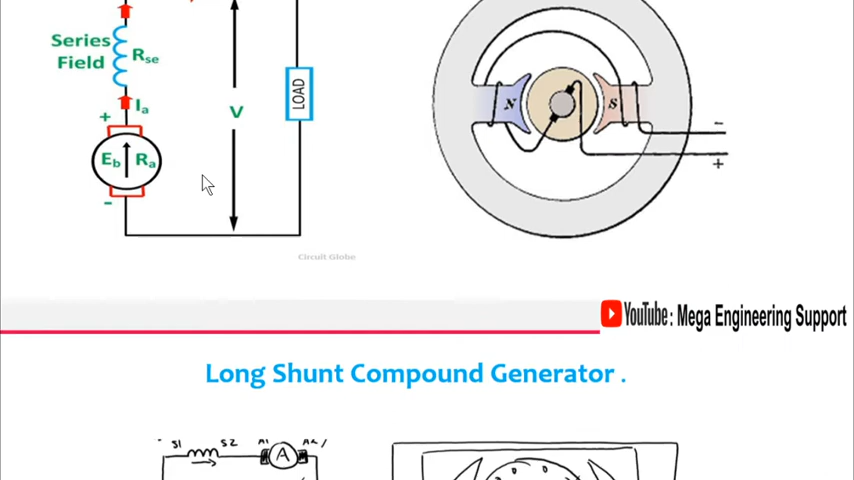 Series
Field
Rse
Ia
+
V
LOAD
Eb Ra
-
N
S
-
+
Circuit Globe
YouTube : Mega Engineering Support
Long Shunt Compound Generator .
S1 S2 A1 A2
A